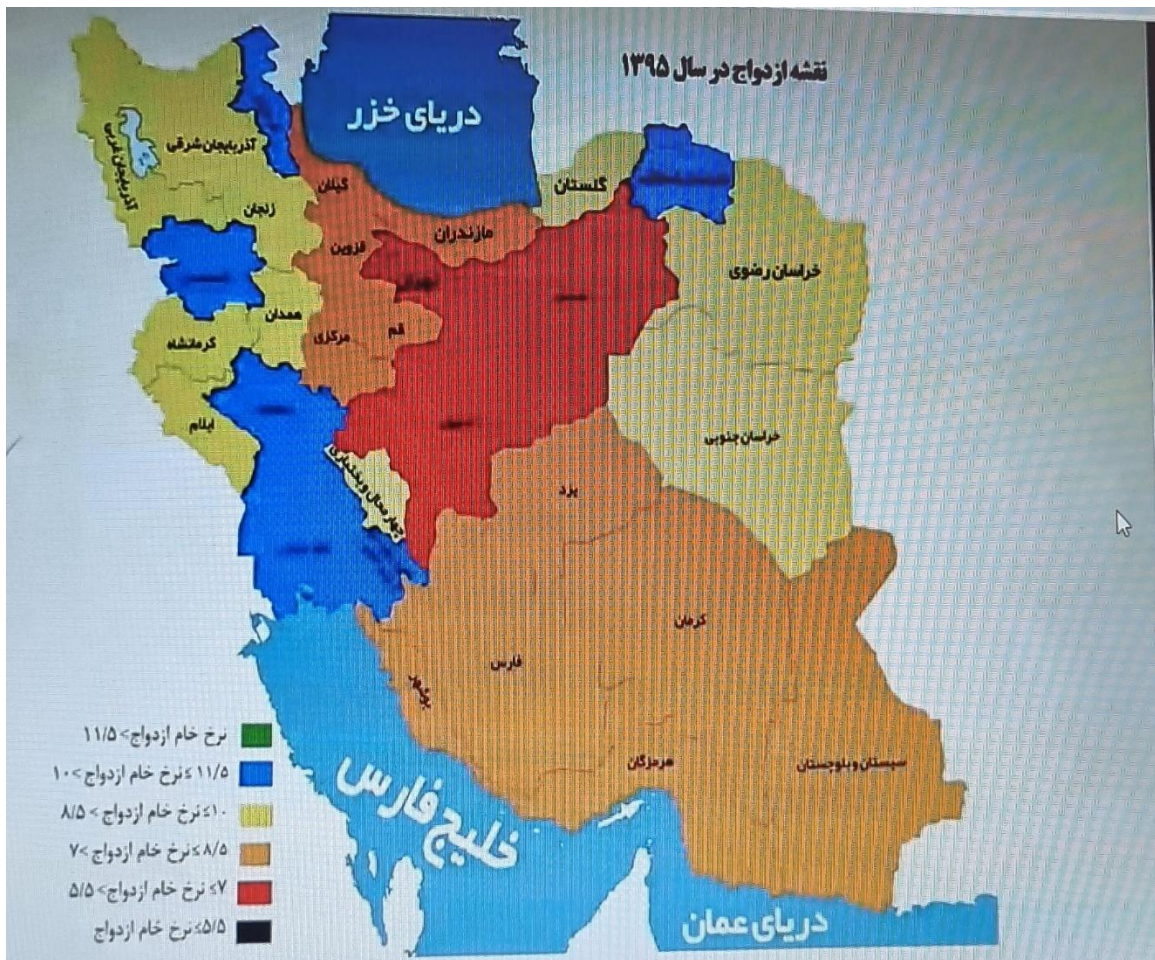 نقشه ازدواج در سال ۱۳۹۵
دریای خزر
آذربایجان شرقی
آذربایجان غربی
گیلان
گلستان
زنجان
مازندران
قزوین
خراسان رضوی
تهران
همدان
قم
مرکزی
کرمانشاه
ایلام
خراسان جنوبی
چهارمحال و بختیاری
یزد
کرمان
فارس
بوشهر
هرمزگان
سیستان و بلوچستان
خلیج فارس
دریای عمان
نرخ خام ازدواج> ۱۱/۵
۱۱/۵ ≥نرخ خام ازدواج> ۱۰
۱۰≥ نرخ خام ازدواج> ۸/۵
۸/۵≥ نرخ خام ازدواج> ۷
۷≥ نرخ خام ازدواج> ۵/۵
۵/۵≥ نرخ خام ازدواج